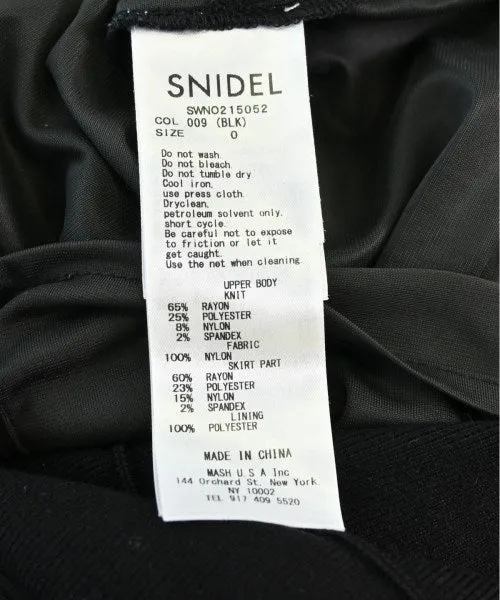 SNIDEL
SWNO215052
COL 009 (BLK)
SIZE 0
Do not wash.
Do not bleach.
Do not tumble dry
Cool iron,
use press cloth.
Dryclean,
petroleum solvent only,
short cycle.
Be careful not to expose
to friction or let it
get caught.
Use the net when cleaning
UPPER BODY
KNIT
65% RAYON
25% POLYESTER
8% NYLON
2% SPANDEX
FABRIC
100% NYLON
SKIRT PART
60% RAYON
23% POLYESTER
15% NYLON
2% SPANDEX
LINING
100% POLYESTER
MADE IN CHINA
MASH U.S.A Inc
144 Orchard St, New York
NY 10002
TEL 917 409 5520